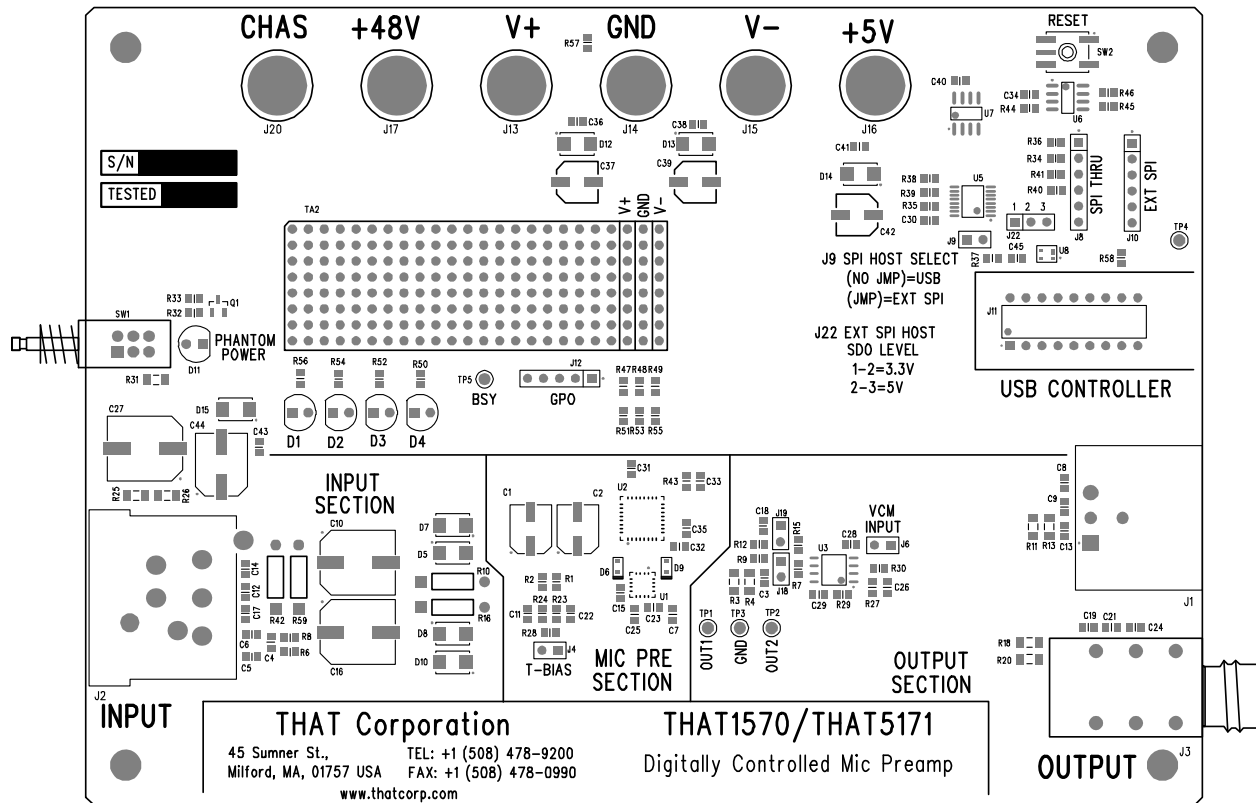 CHAS +48V V+ GND V- +5V RESET
R57 SW2
J20 J17 J13 J14 J15 J16
C40 C34 R46
R44 R45
U7 U6
C36 C38
D12 D13
C37 C39
C41
D14
C42
R36
R34
R41
R40
SPI THRU
EXT SPI
J8 J10
TP4
S/N
TESTED
R38
R39
R35
C30
U5
1 2 3
J22
J9
R37 C45 U8 R58
TA2
V+ GND V-
J9 SPI HOST SELECT
(NO JMP)=USB
(JMP)=EXT SPI
J22 EXT SPI HOST
SDO LEVEL
1-2=3.3V
2-3=5V
J11
USB CONTROLLER
R33 Q1
R32
SW1
PHANTOM
POWER
D11
R31
R56 R54 R52 R50
TP5
BSY
J12
GPO
R47 R48 R49
R51 R53 R55
D1 D2 D3 D4
C27 D15
C44 C43
R25 R26
INPUT
SECTION
C10
D7
D5
R10
R16
D8
D10
C16
C14
C12
C17
R42 R59
C6 R8
C4 R6
C5
J2
INPUT
C1 C2
C31
U2
R43 C33
C35
C32
D6 D9
U1
C15
C25 C23 C7
R2 R1
R24 R23
C11 C22
R28
J4
T-BIAS
MIC PRE
SECTION
C18 J19 R15
R12
R9
J18 R7
R3 R4 C3
U3
C28
VCM
INPUT
J6
R30
R27 C26
C29 R29
TP1 TP3 TP2
OUT1 GND OUT2
OUTPUT
SECTION
C8
C9
C13
R11 R13
J1
C19 C21 C24
R18
R20
J3
OUTPUT
THAT Corporation
45 Sumner St.,
Milford, MA, 01757 USA
TEL: +1 (508) 478-9200
FAX: +1 (508) 478-0990
www.thatcorp.com
THAT1570/THAT5171
Digitally Controlled Mic Preamp